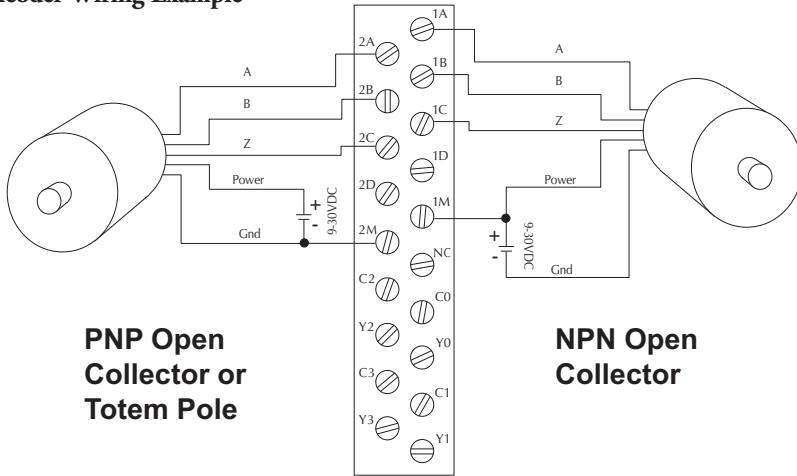 coder Wiring Example
1A
2A
A
A
1B
B
2B
B
1C
Z
2C
Z
1D
Power
2D
Power
+
-
9-30VDC
1M
Gnd
2M
+
-
9-30VDC
NC
Gnd
C2
C0
Y2
Y0
C3
C1
Y3
Y1
PNP Open
Collector or
Totem Pole
NPN Open
Collector